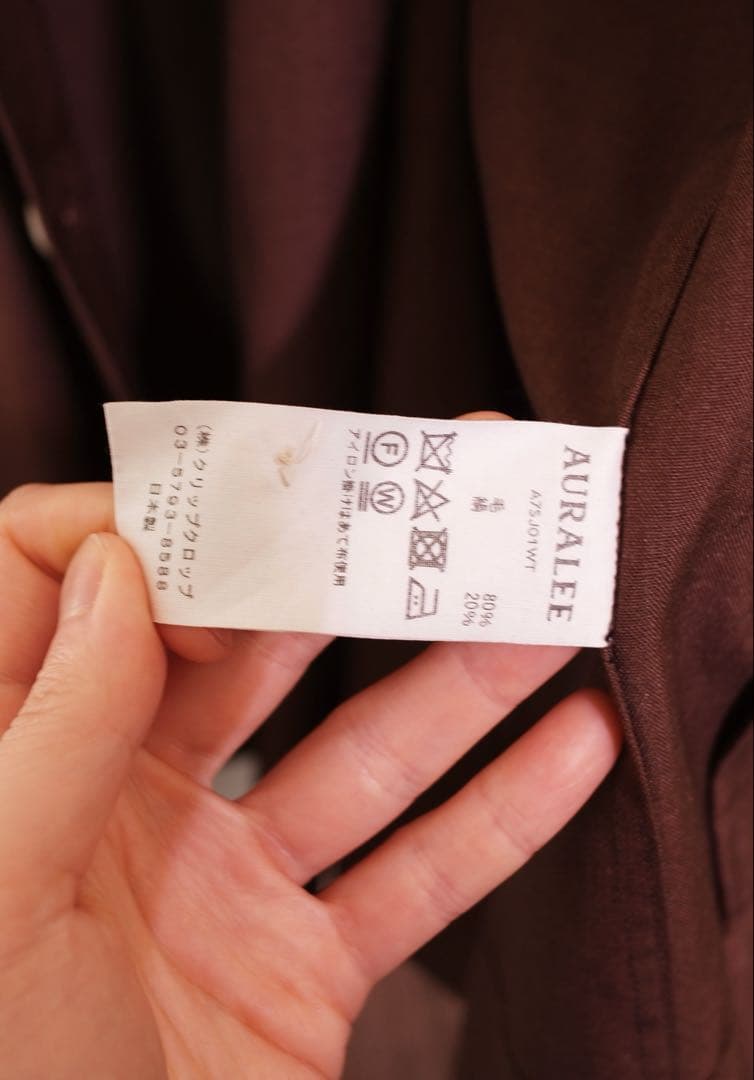 AURALEE
A7SJ01WT
毛 80%
綿 20%
F W
アイロン掛けはあて布使用
(株)クリップクロップ
03-5793-8588
日本製